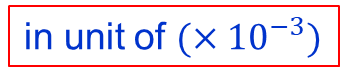 in unit of (× 10⁻³)